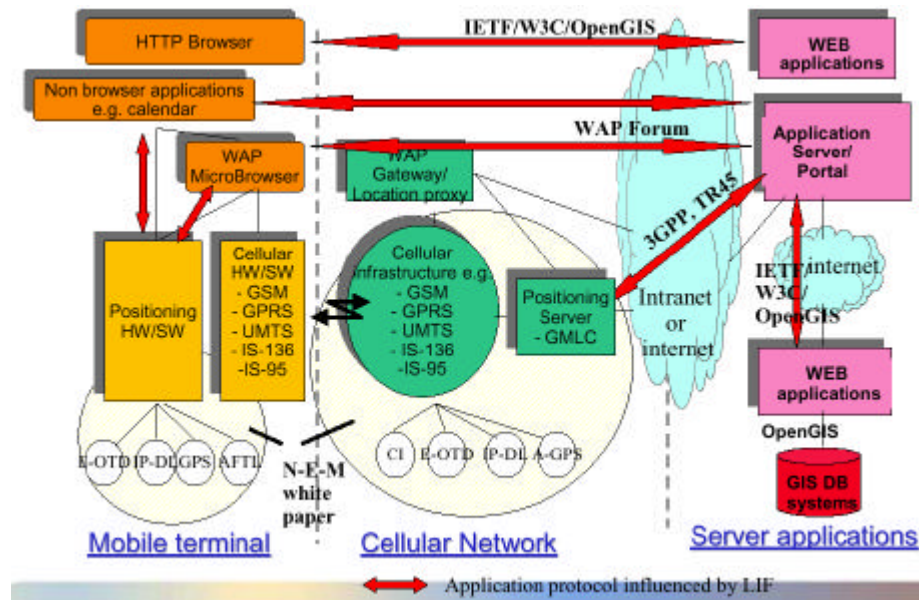 HTTP Browser
IETF/W3C/OpenGIS
WEB
applications
Non browser applications
e.g. calendar
WAP Forum
WAP
MicroBrowser
WAP
Gateway/
Location proxy
Application
Server/
Portal
3GPP, TR45
Positioning
HW/SW
Cellular
HW/SW
- GSM
- GPRS
- UMTS
- IS-136
-IS-95
Cellular
Infrastructure e.g.
- GSM
- GPRS
- UMTS
- IS-136
-IS-95
Positioning
Server
- GMLC
Intranet
or
internet
IETF/
W3C/
OpenGIS
internet
WEB
applications
OpenGIS
GIS DB
systems
E-OTD
IP-DL
GPS
AFTL
N-E-M
white
paper
CI
E-OTD
IP-DL
A-GPS
Mobile terminal
Cellular Network
Server applications
Application protocol influenced by LIF